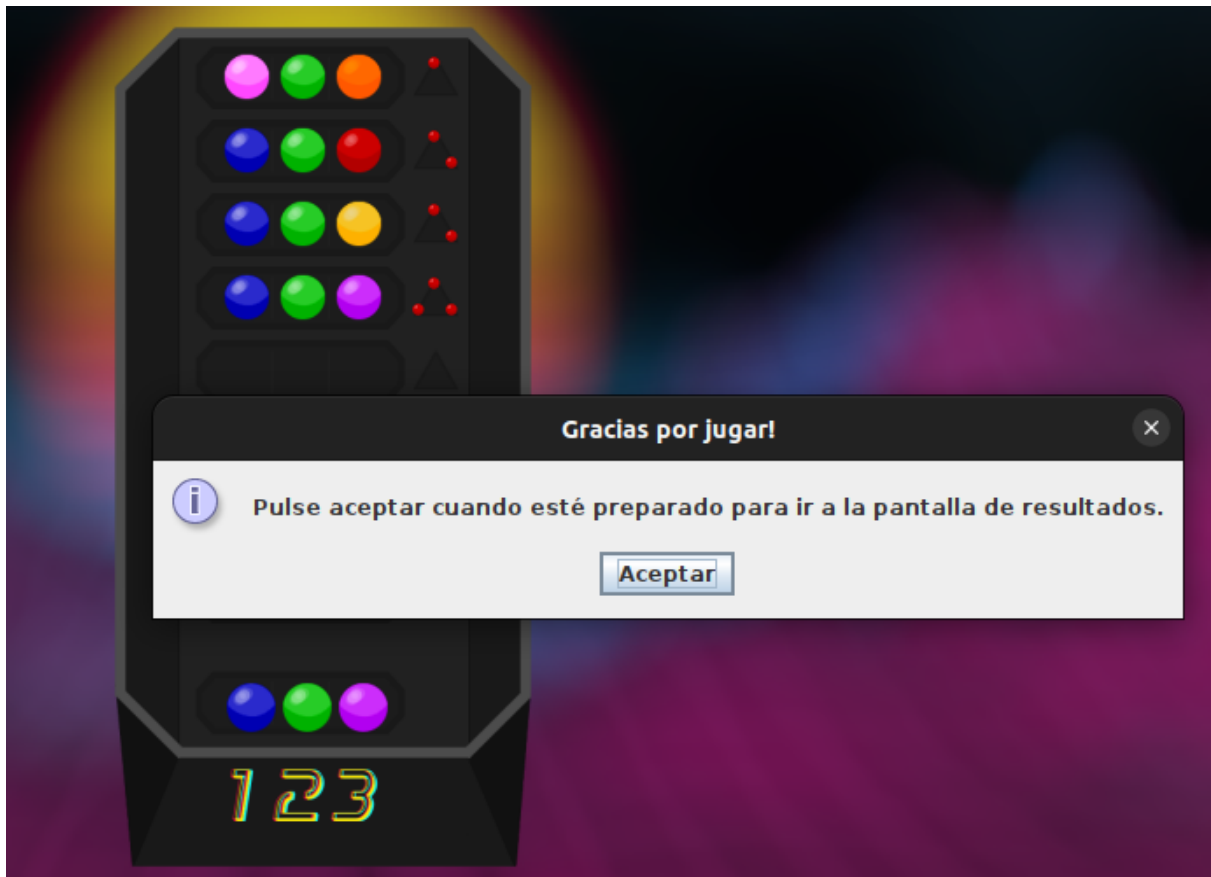 Gracias por jugar!
Pulse aceptar cuando esté preparado para ir a la pantalla de resultados.
Aceptar
123